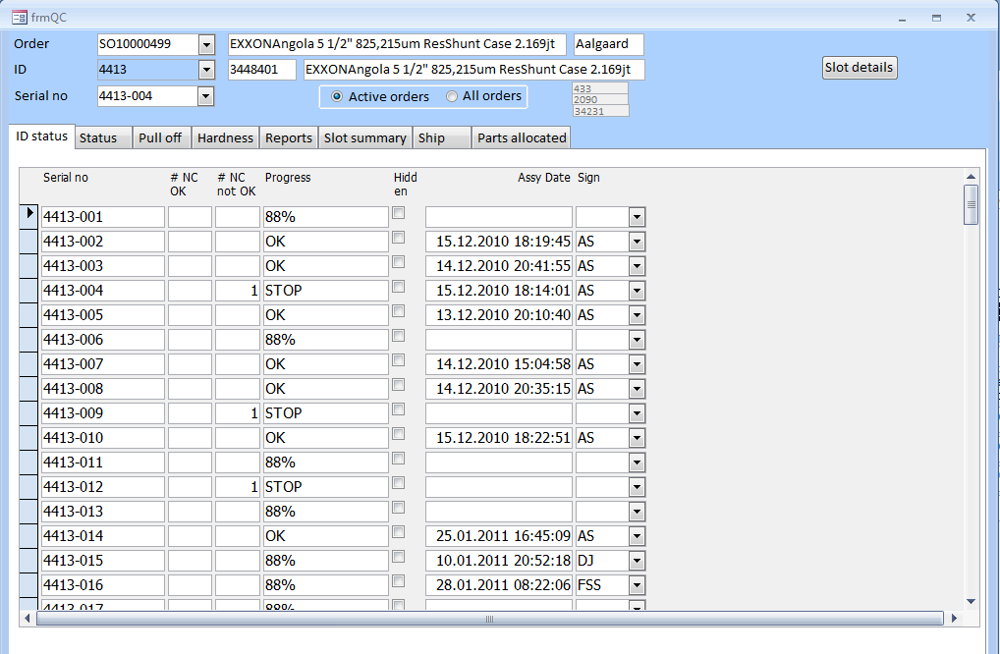 frmQC
Order SO10000499 EXXONAngola 5 1/2" 825,215um ResShunt Case 2.169jt Aalgaard
ID 4413 3448401 EXXONAngola 5 1/2" 825,215um ResShunt Case 2.169jt Slot details
Serial no 4413-004 Active orders All orders
433
2090
34231
ID status Status Pull off Hardness Reports Slot summary Ship Parts allocated
Serial no # NC OK # NC not OK Progress Hidd en Assy Date Sign
4413-001 88%
4413-002 OK 15.12.2010 18:19:45 AS
4413-003 OK 14.12.2010 20:41:55 AS
4413-004 1 STOP 15.12.2010 18:14:01 AS
4413-005 OK 13.12.2010 20:10:40 AS
4413-006 88%
4413-007 OK 14.12.2010 15:04:58 AS
4413-008 OK 14.12.2010 20:35:15 AS
4413-009 1 STOP
4413-010 OK 15.12.2010 18:22:51 AS
4413-011 88%
4413-012 1 STOP
4413-013 88%
4413-014 OK 25.01.2011 16:45:09 AS
4413-015 88% 10.01.2011 20:52:18 DJ
4413-016 88% 28.01.2011 08:22:06 FSS
4413-017 88%